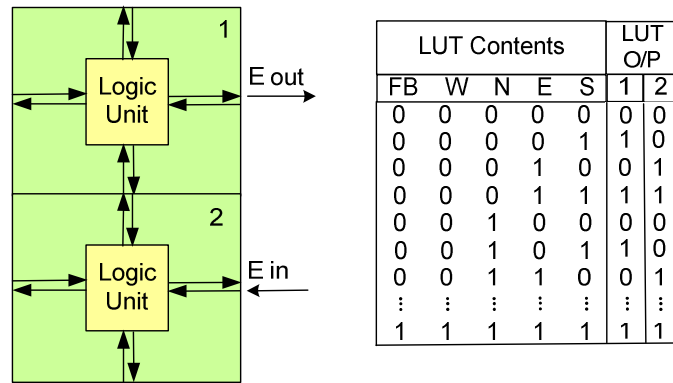 1
E out
Logic
Unit
2
E in
Logic
Unit
LUT Contents LUT O/P
FB W N E S 1 2
0 0 0 0 0 0 0
0 0 0 0 1 1 0
0 0 0 1 0 0 1
0 0 0 1 1 1 1
0 0 1 0 0 0 0
0 0 1 0 1 1 0
0 0 1 1 0 0 1
⋮ ⋮ ⋮ ⋮ ⋮ ⋮ ⋮
1 1 1 1 1 1 1